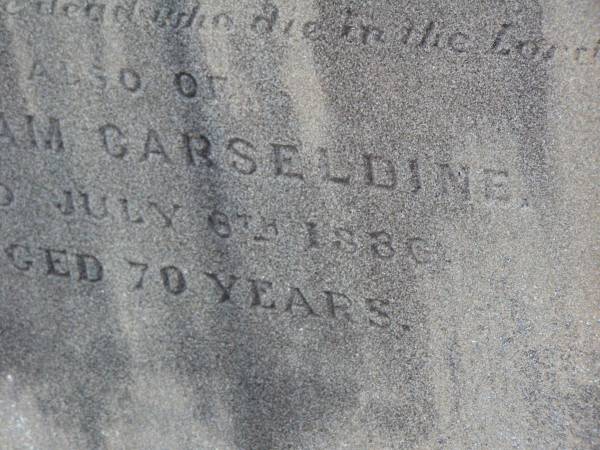 dead who die in the Lord
ALSO OF
AM CARSELDINE.
JULY 6TH 1886
GED 70 YEARS.